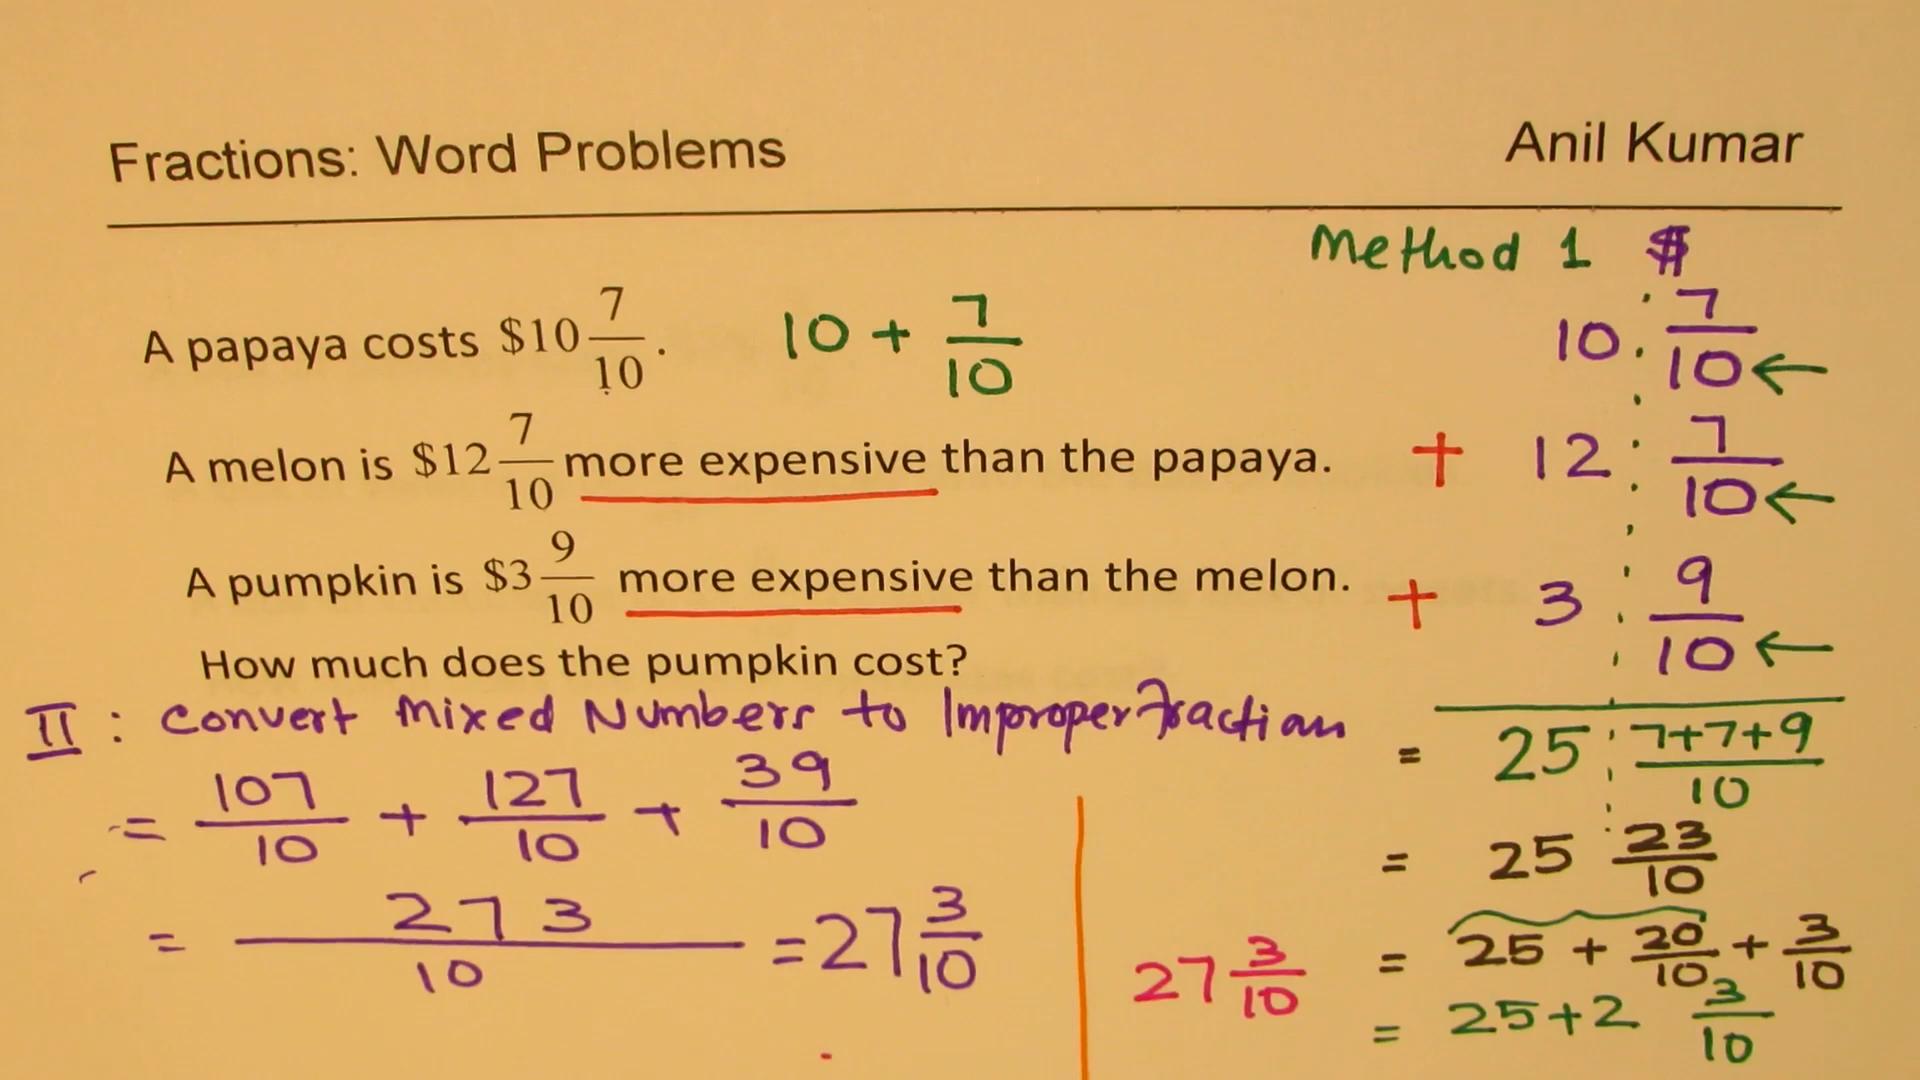 Fractions: Word Problems
Anil Kumar
A papaya costs $10 7/10.
10 + 7/10
A melon is $12 7/10 more expensive than the papaya.
A pumpkin is $3 9/10 more expensive than the melon.
How much does the pumpkin cost?
Method 1 $
10 7/10 ←
+ 12 7/10 ←
+ 3 9/10 ←
= 25 7+7+9/10
= 25 23/10
= 25 + 20/10 + 3/10
= 25+2 3/10
27 3/10
II : Convert Mixed Numbers to Improper Fraction
= 107/10 + 127/10 + 39/10
= 273/10 = 27 3/10